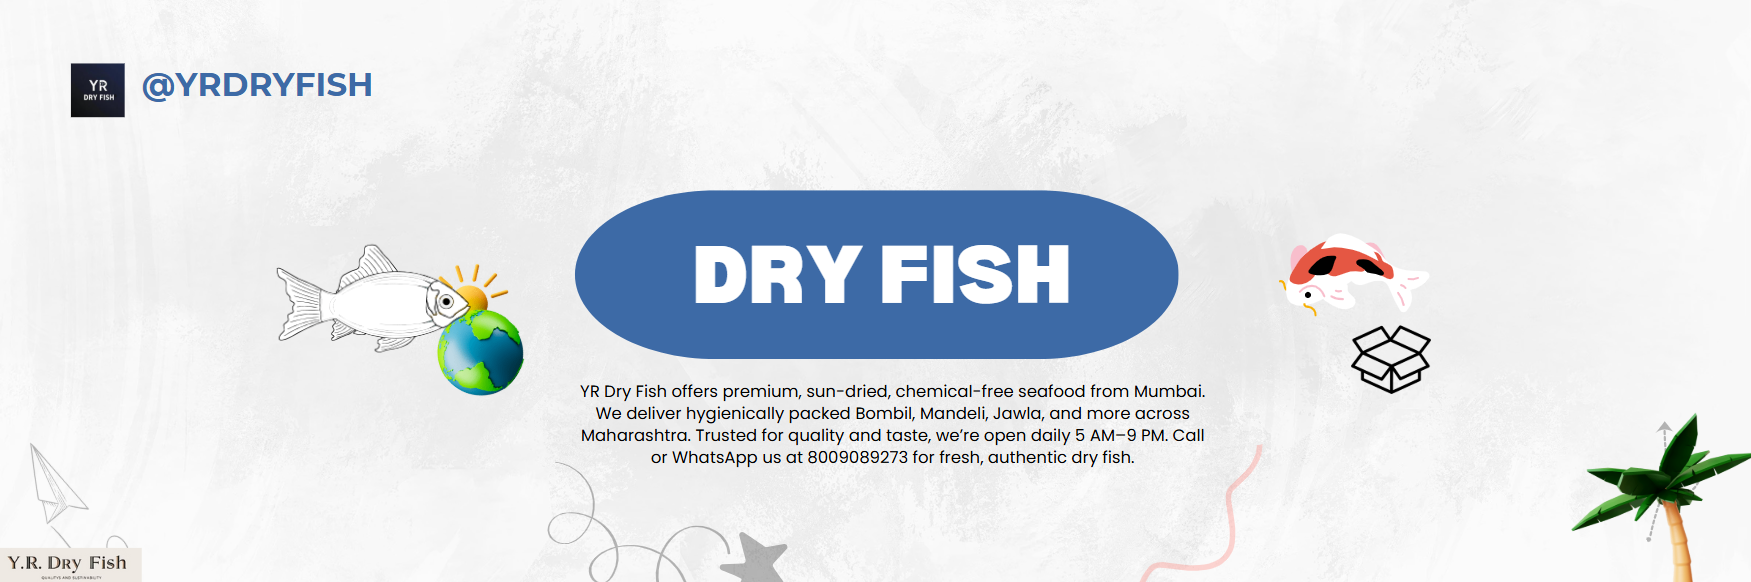 YR
DRY FISH
@YRDRYFISH
DRY FISH
YR Dry Fish offers premium, sun-dried, chemical-free seafood from Mumbai.
We deliver hygienically packed Bombil, Mandeli, Jawla, and more across
Maharashtra. Trusted for quality and taste, we’re open daily 5 AM–9 PM. Call
or WhatsApp us at 8009089273 for fresh, authentic dry fish.
Y.R. Dry Fish